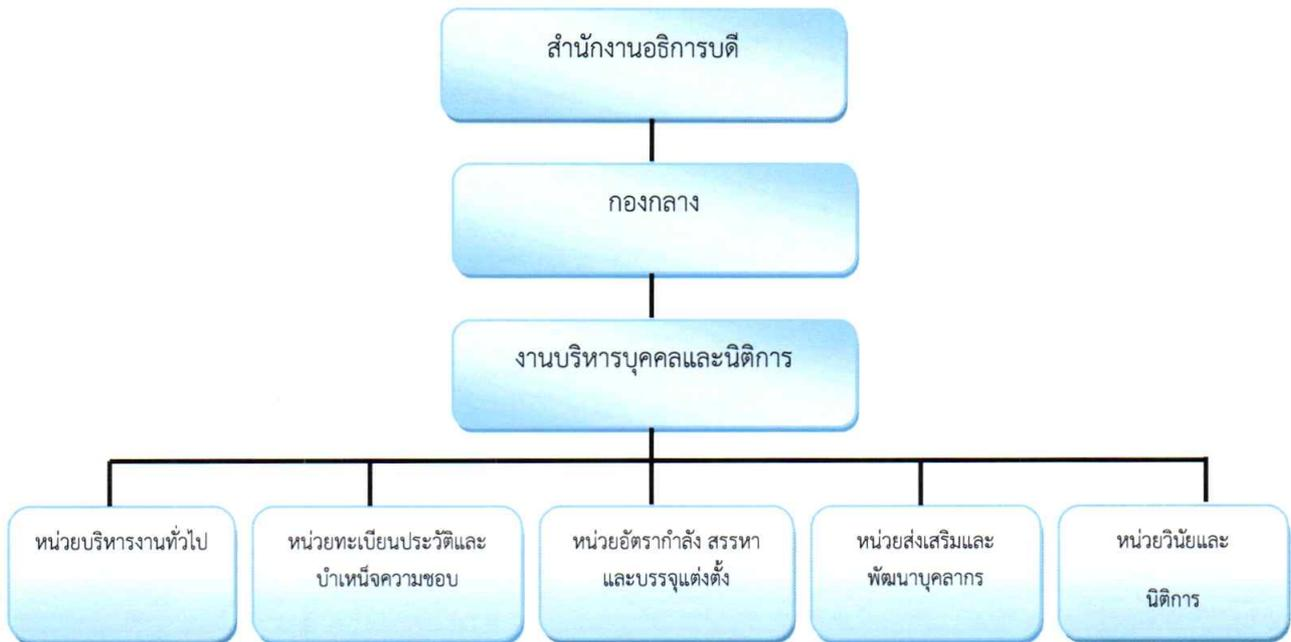 สำนักงานอธิการบดี
กองกลาง
งานบริหารบุคคลและนิติการ
หน่วยบริหารงานทั่วไป
หน่วยทะเบียนประวัติและ
บำเหน็จความชอบ
หน่วยอัตรากำลัง สรรหา
และบรรจุแต่งตั้ง
หน่วยส่งเสริมและ
พัฒนาบุคลากร
หน่วยวินัยและ
นิติการ